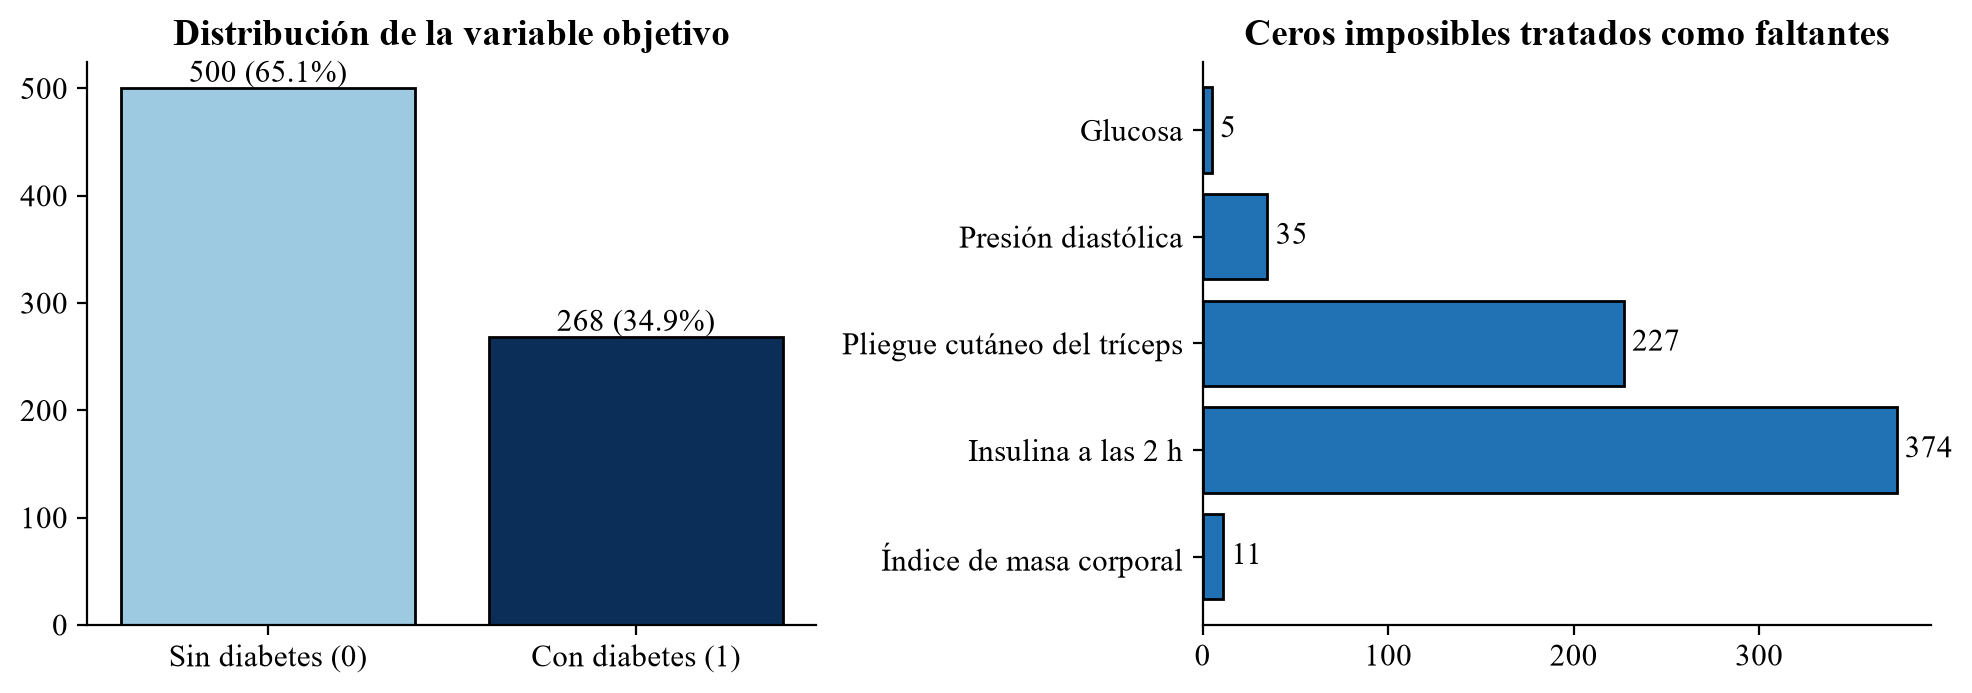 Distribución de la variable objetivo
500 (65.1%)
268 (34.9%)
500
400
300
200
100
0
Sin diabetes (0)
Con diabetes (1)
Ceros imposibles tratados como faltantes
Glucosa
5
Presión diastólica
35
Pliegue cutáneo del tríceps
227
Insulina a las 2 h
374
Índice de masa corporal
11
0
100
200
300